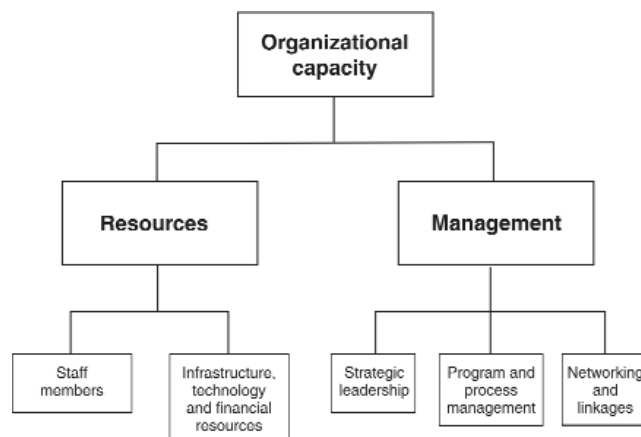 Organizational
capacity
Resources
Management
Staff
members
Infrastructure,
technology
and financial
resources
Strategic
leadership
Program and
process
management
Networking
and
linkages